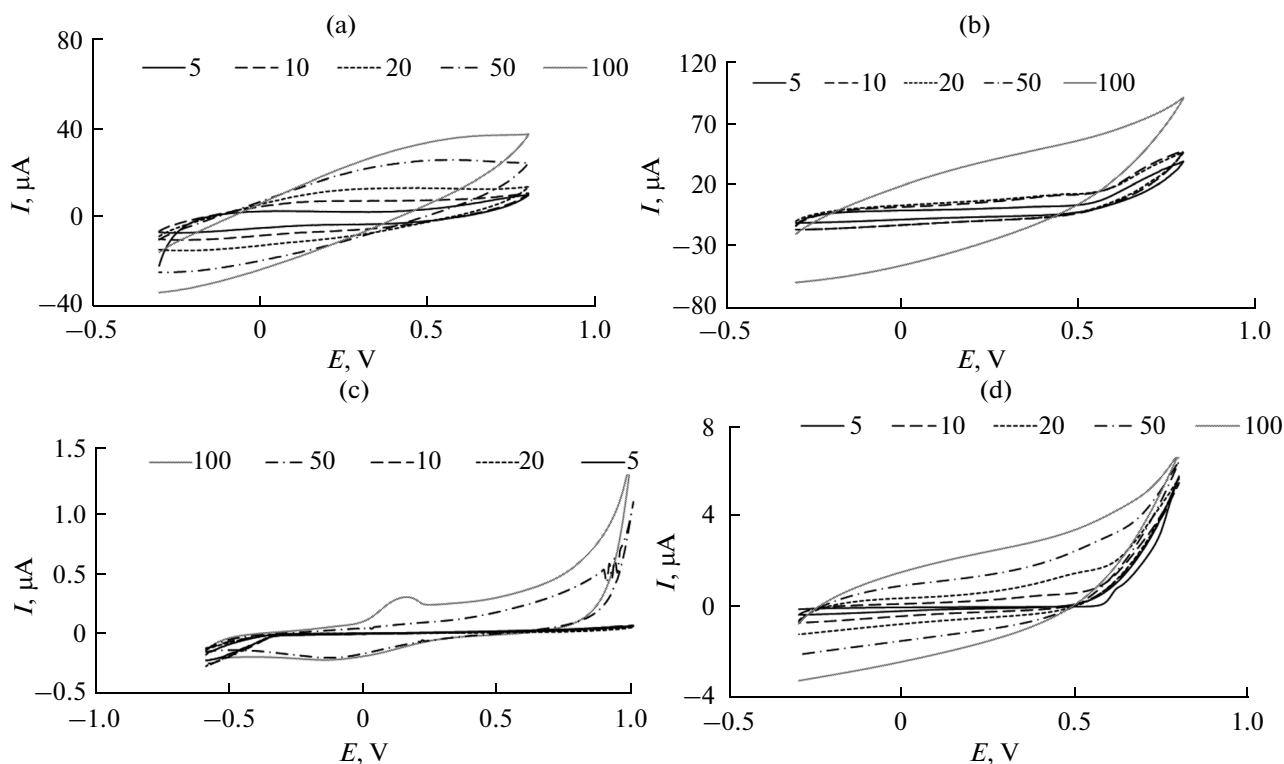 (a)
80
5 10 20 50 100
40
0
−40
−0.5 0 0.5 1.0
I, μA
E, V
(b)
120
5 10 20 50 100
70
20
−30
−80
−0.5 0 0.5 1.0
I, μA
E, V
(c)
1.5
100 50 10 20 5
1.0
0.5
0
−0.5
−1.0 −0.5 0 0.5 1.0
I, μA
E, V
(d)
8
5 10 20 50 100
4
0
−4
−0.5 0 0.5 1.0
I, μA
E, V